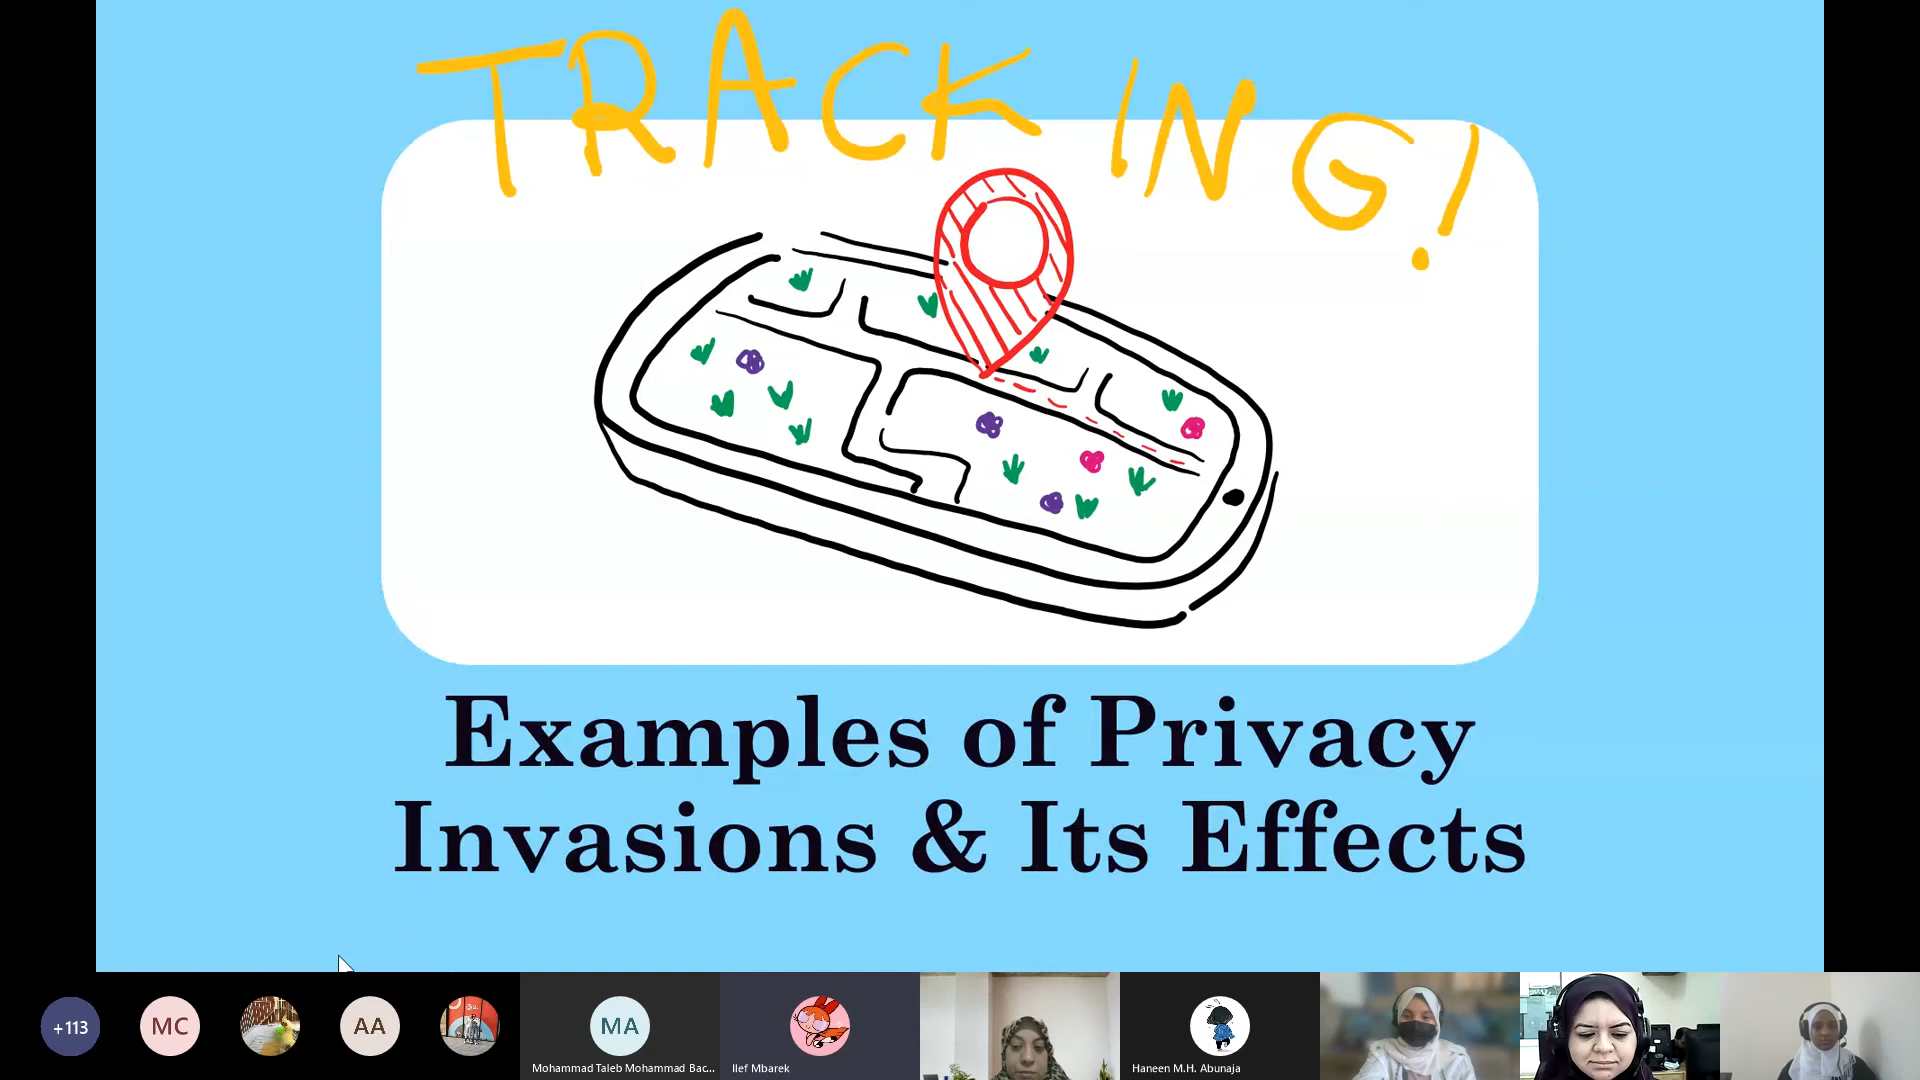 TRACKING!
Examples of Privacy
Invasions & Its Effects
+113
MC
AA
MA
Mohammad Taleb Mohammad Bac...
Ilef Mbarek
Haneen M.H. Abunaja